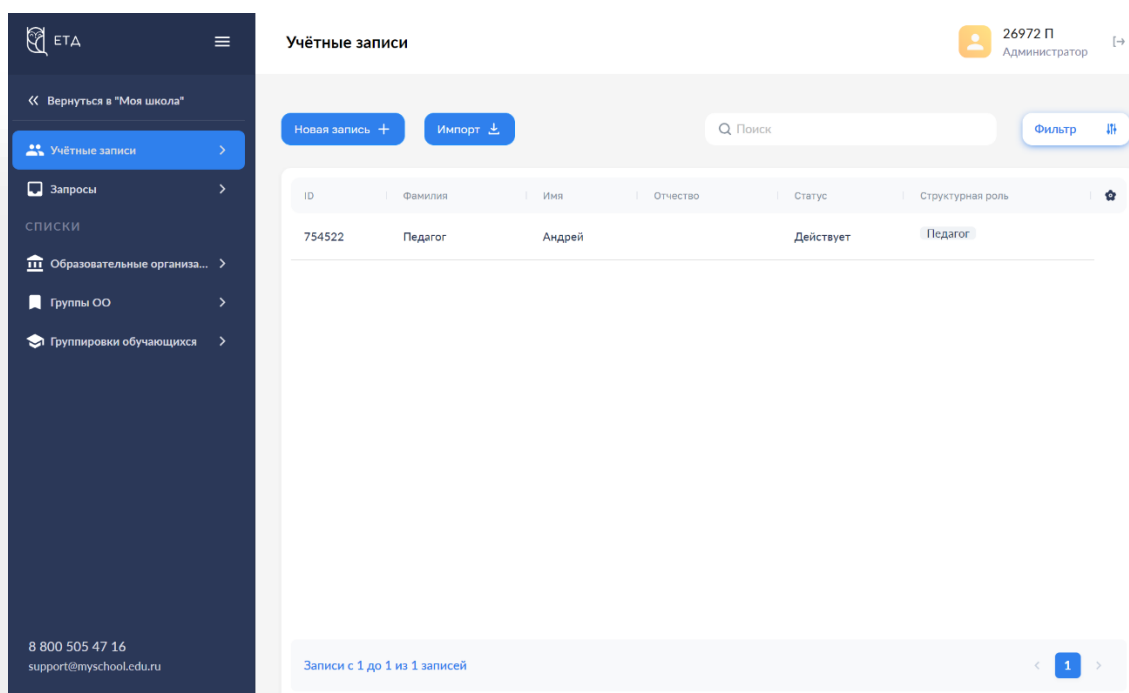 ЕТД
Вернуться в "Моя школа"
Учётные записи
Запросы
СПИСКИ
Образовательные организа...
Группы ОО
Группировки обучающихся
8 800 505 47 16
support@myschool.edu.ru
Учётные записи
26972 П
Администратор
Новая запись +
Импорт
Поиск
Фильтр
ID Фамилия Имя Отчество Статус Структурная роль
754522 Педагог Андрей Действует Педагог
Записи с 1 до 1 из 1 записей
1